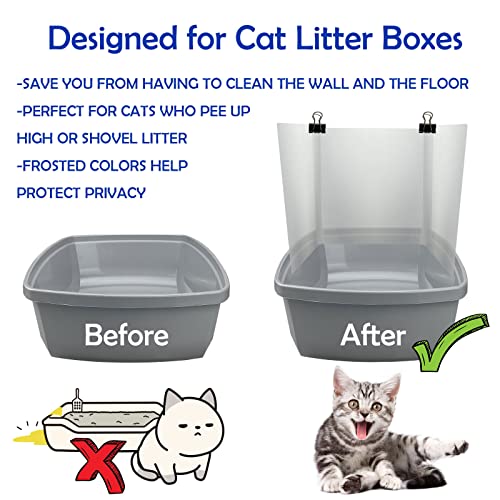 Designed for Cat Litter Boxes
-SAVE YOU FROM HAVING TO CLEAN THE WALL AND THE FLOOR
-PERFECT FOR CATS WHO PEE UP
HIGH OR SHOVEL LITTER
-FROSTED COLORS HELP
PROTECT PRIVACY
Before
After